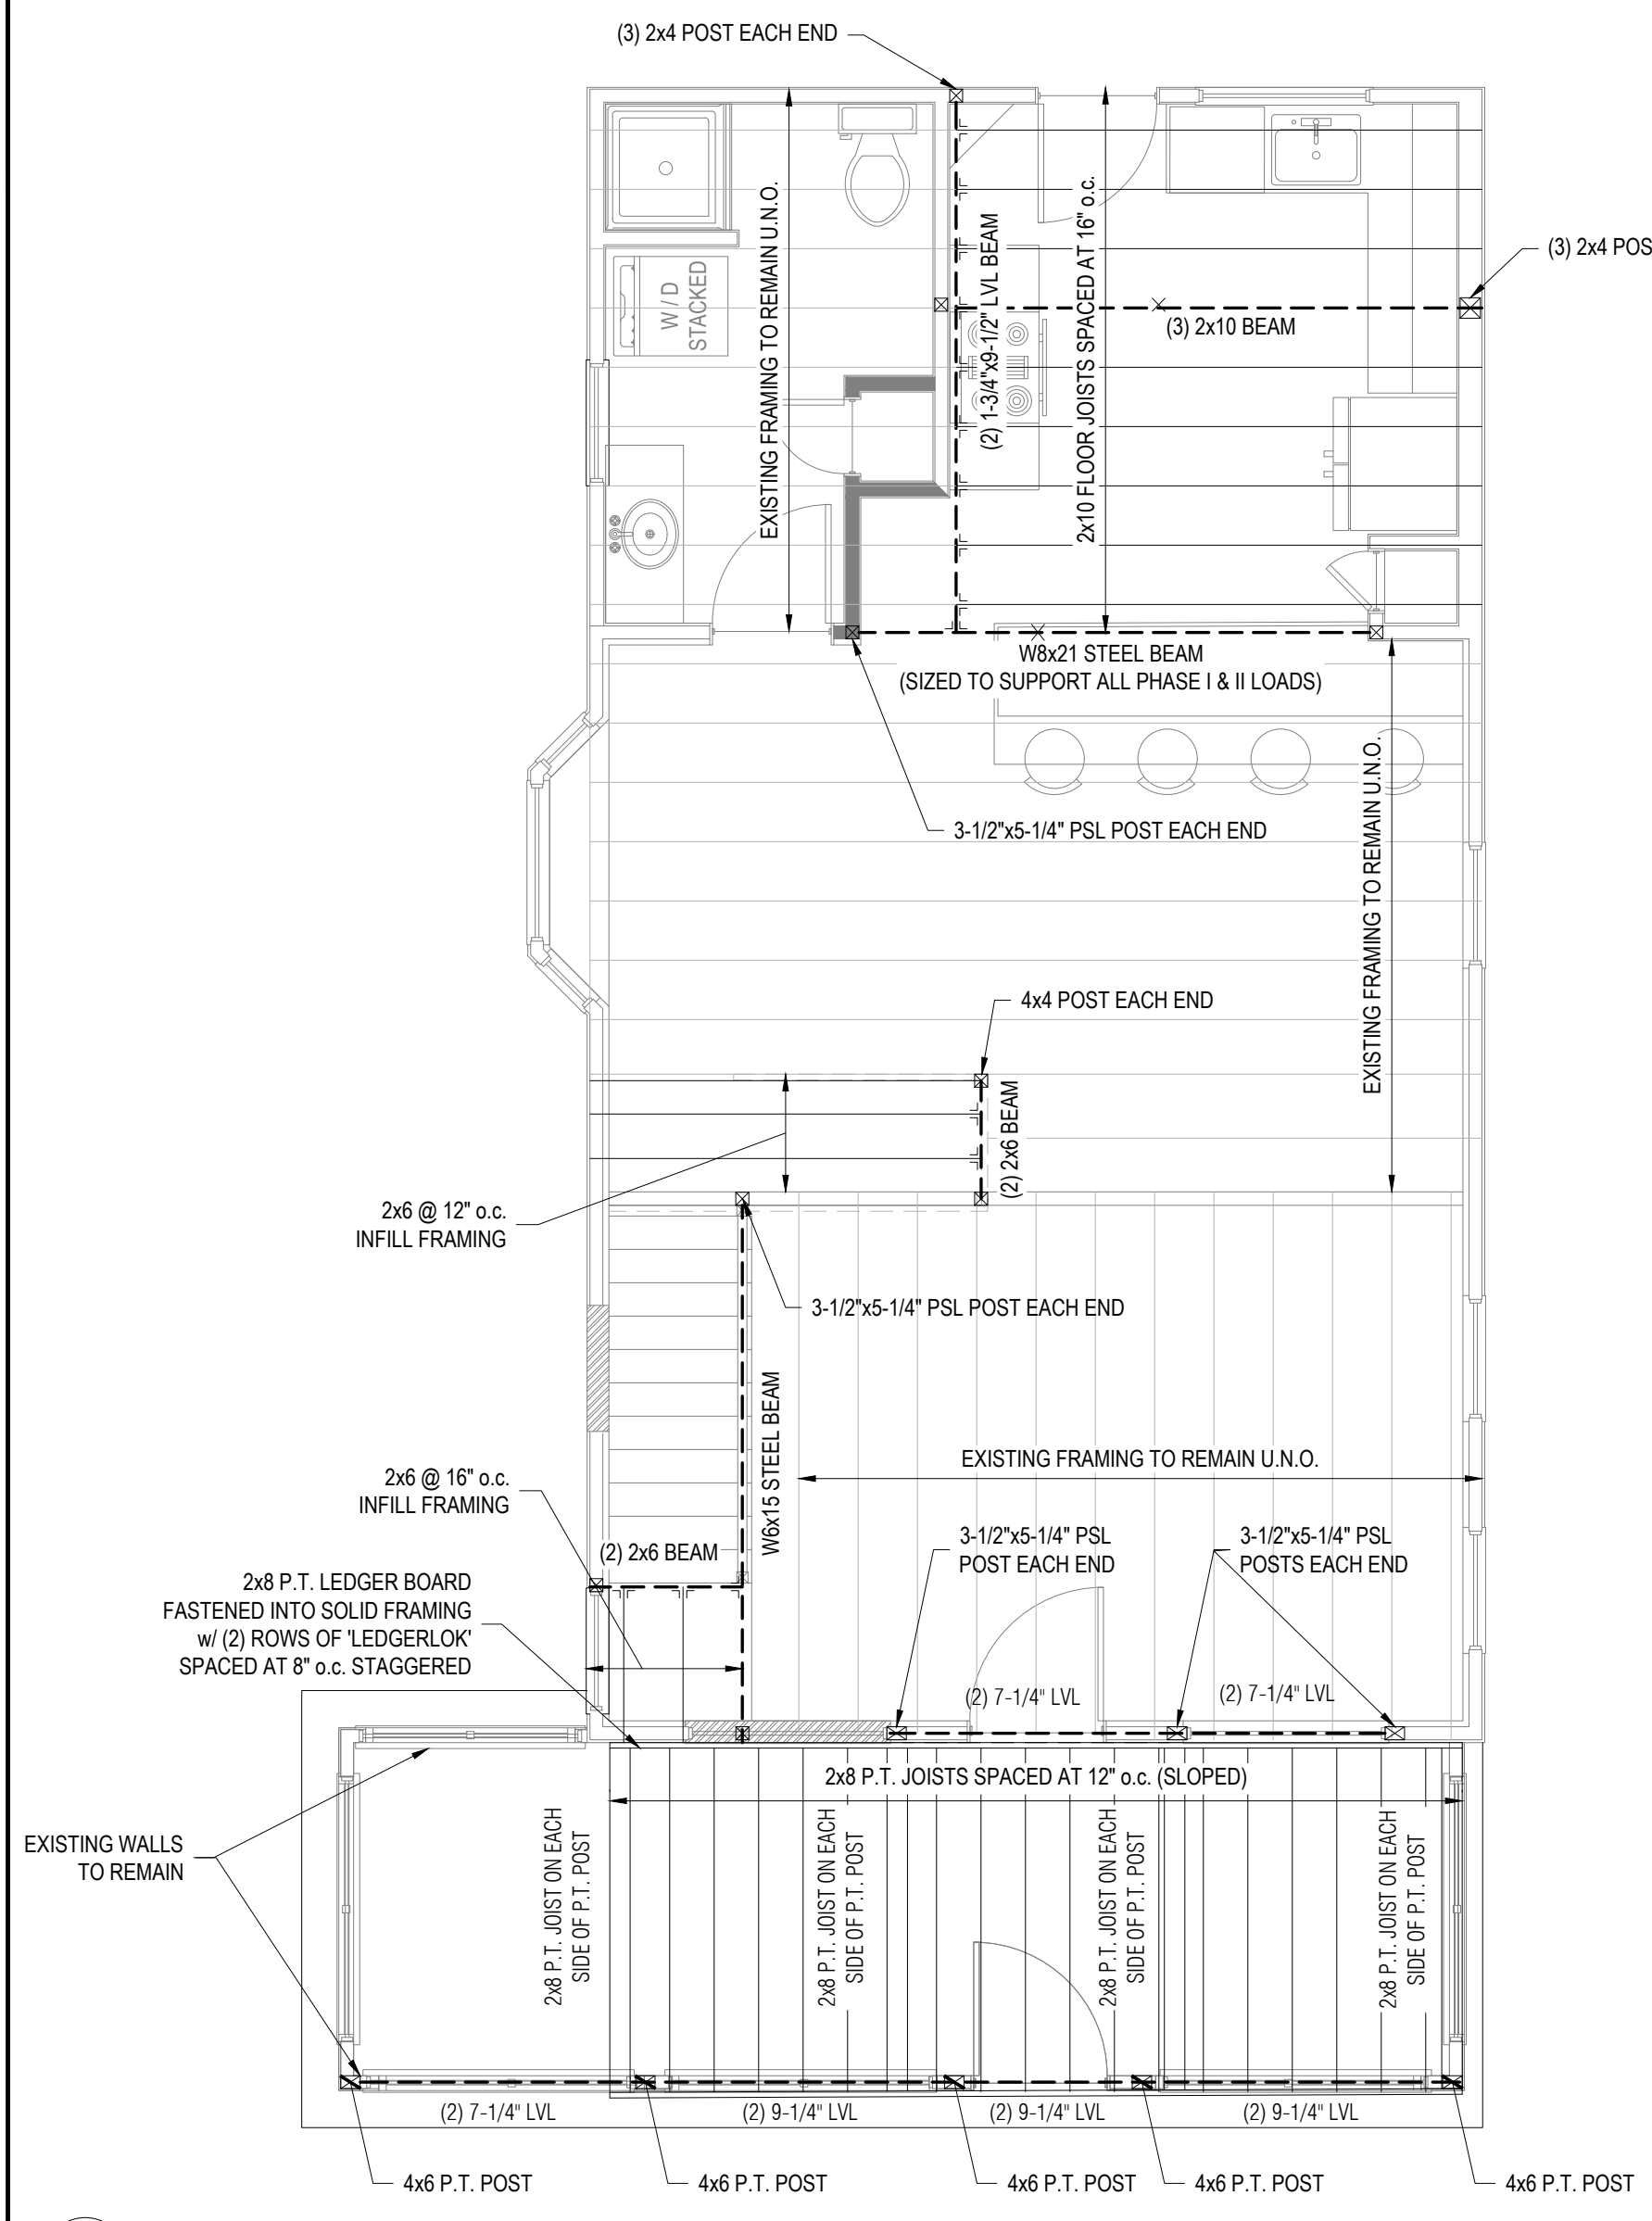 (3) 2x4 POST EACH END
(3) 2x4 POS
EXISTING FRAMING TO REMAIN U.N.O.
(2) 1-3/4"x9-1/2" LVL BEAM
2x10 FLOOR JOISTS SPACED AT 16" o.c.
W / D
STACKED
(3) 2x10 BEAM
W8x21 STEEL BEAM
(SIZED TO SUPPORT ALL PHASE I & II LOADS)
3-1/2"x5-1/4" PSL POST EACH END
EXISTING FRAMING TO REMAIN U.N.O.
4x4 POST EACH END
(2) 2x6 BEAM
2x6 @ 12" o.c.
INFILL FRAMING
3-1/2"x5-1/4" PSL POST EACH END
W6x15 STEEL BEAM
EXISTING FRAMING TO REMAIN U.N.O.
2x6 @ 16" o.c.
INFILL FRAMING
(2) 2x6 BEAM
3-1/2"x5-1/4" PSL
POST EACH END
3-1/2"x5-1/4" PSL
POSTS EACH END
2x8 P.T. LEDGER BOARD
FASTENED INTO SOLID FRAMING
w/ (2) ROWS OF 'LEDGERLOK'
SPACED AT 8" o.c. STAGGERED
(2) 7-1/4" LVL
(2) 7-1/4" LVL
2x8 P.T. JOISTS SPACED AT 12" o.c. (SLOPED)
EXISTING WALLS
TO REMAIN
2x8 P.T. JOIST ON EACH
SIDE OF P.T. POST
2x8 P.T. JOIST ON EACH
SIDE OF P.T. POST
2x8 P.T. JOIST ON EACH
SIDE OF P.T. POST
2x8 P.T. JOIST ON EACH
SIDE OF P.T. POST
(2) 7-1/4" LVL
(2) 9-1/4" LVL
(2) 9-1/4" LVL
(2) 9-1/4" LVL
4x6 P.T. POST
4x6 P.T. POST
4x6 P.T. POST
4x6 P.T. POST
4x6 P.T. POST